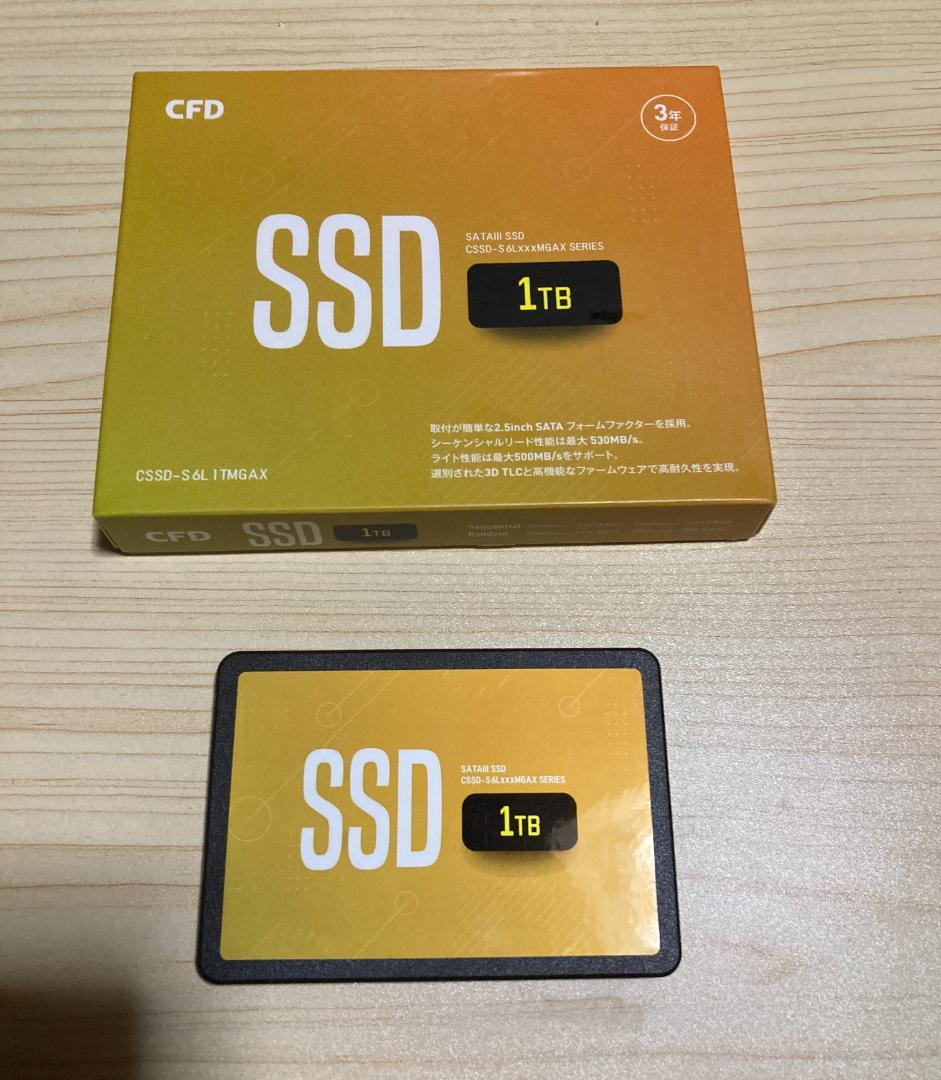 CFD
3年
保証
SSD
SATAIII SSD
CSSD-S6LxxxMGAX SERIES
1TB
取付が簡単な2.5inch SATA フォームファクターを採用。
シーケンシャルリード性能は最大 530MB/s。
ライト性能は最大500MB/sをサポート。
選別された3D TLCと高機能なファームウェアで高耐久性を実現。
CSSD-S6L1TMGAX
CFD SSD 1TB
Sequential
Random
SSD
SATAIII SSD
CSSD-S6LxxxMGAX SERIES
1TB